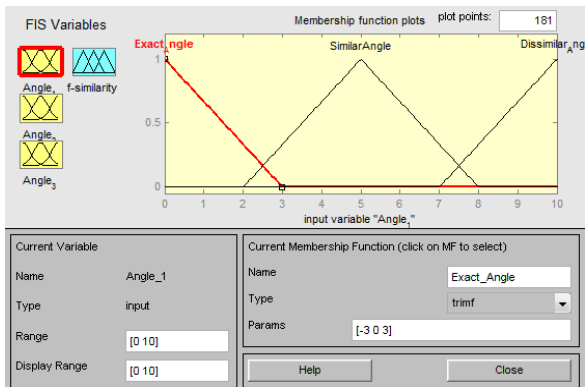 FIS Variables
Membership function plots plot points: 181
Exact_Angle SimilarAngle Dissimilar_Ang
Angle_1 f-similarity
Angle_2
Angle_3
1
0.5
0
0 1 2 3 4 5 6 7 8 9 10
input variable "Angle_1"
Current Variable
Name Angle_1
Type input
Range [0 10]
Display Range [0 10]
Current Membership Function (click on MF to select)
Name Exact_Angle
Type trimf
Params [-3 0 3]
Help Close